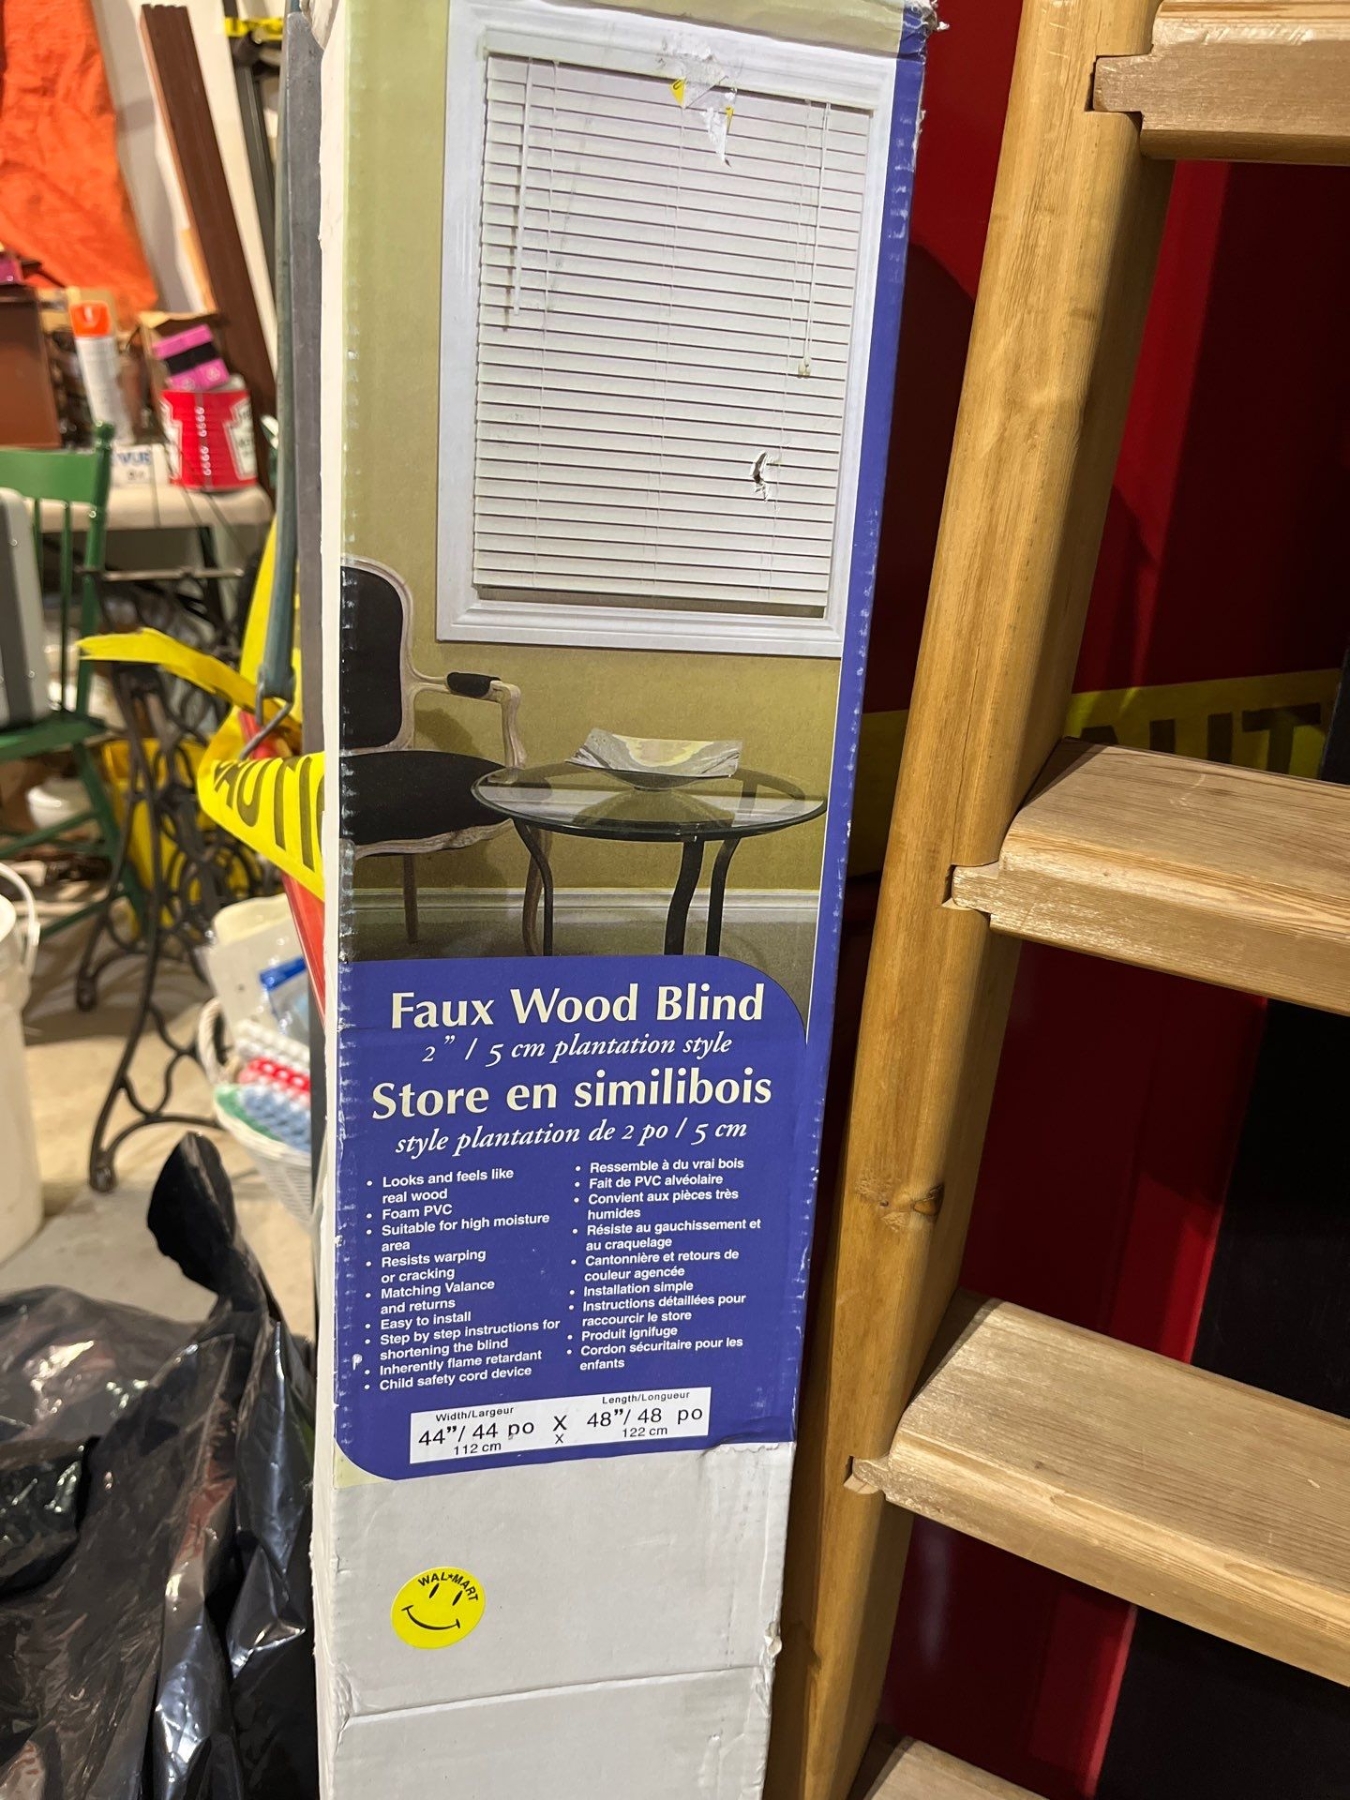 Faux Wood Blind
2" / 5 cm plantation style
Store en similibois
style plantation de 2 po / 5 cm
• Looks and feels like
real wood
• Foam PVC
• Suitable for high moisture
area
• Resists warping
or cracking
• Matching Valance
and returns
• Easy to install
• Step by step instructions for
shortening the blind
• Inherently flame retardant
• Child safety cord device
• Ressemble à du vrai bois
• Fait de PVC alvéolaire
• Convient aux pièces très
humides
• Résiste au gauchissement et
au craquelage
• Cantonnière et retours de
couleur agencée
• Installation simple
• Instructions détaillées pour
raccourcir le store
• Produit ignifuge
• Cordon sécuritaire pour les
enfants
Width/Largeur
44"/ 44 po
112 cm
X
x
Length/Longueur
48"/ 48 po
122 cm
WAL★MART
AUTI
AUT